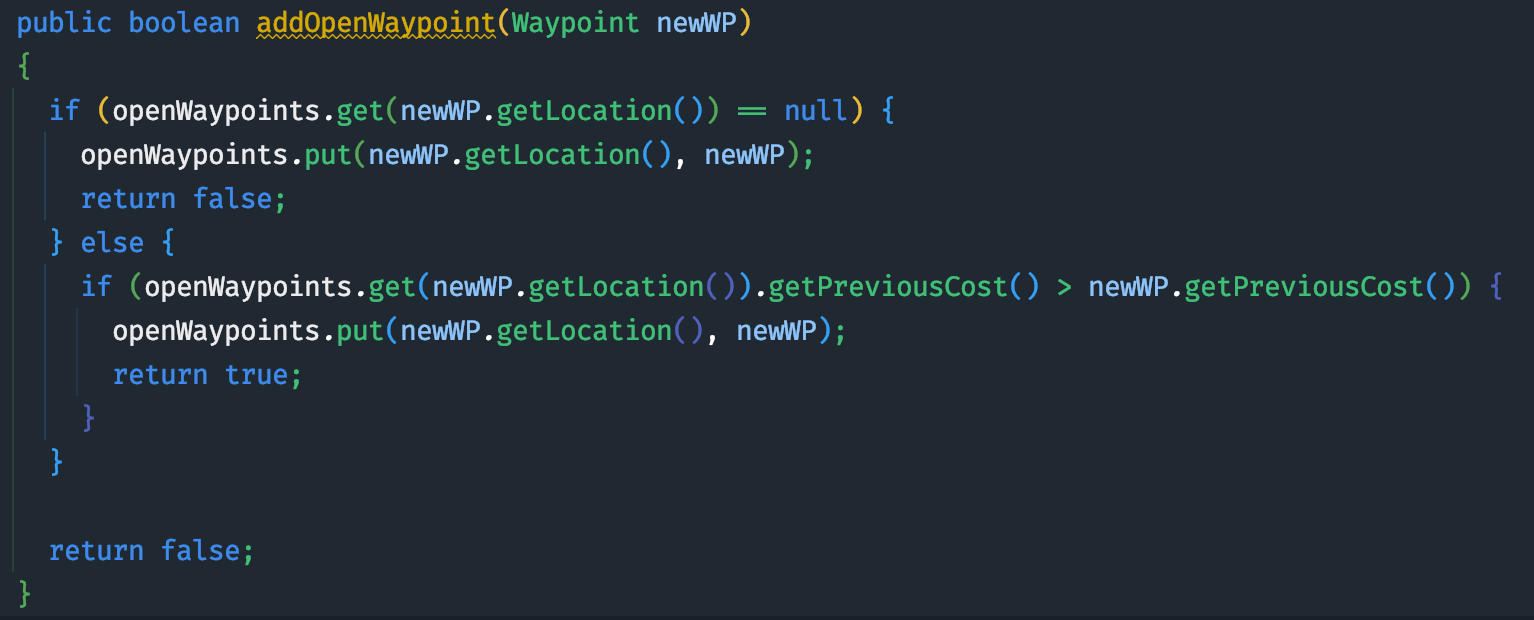 public boolean addOpenWaypoint(Waypoint newWP)
{
  if (openWaypoints.get(newWP.getLocation()) == null) {
    openWaypoints.put(newWP.getLocation(), newWP);
    return false;
  } else {
    if (openWaypoints.get(newWP.getLocation()).getPreviousCost() > newWP.getPreviousCost()) {
      openWaypoints.put(newWP.getLocation(), newWP);
      return true;
    }
  }

  return false;
}